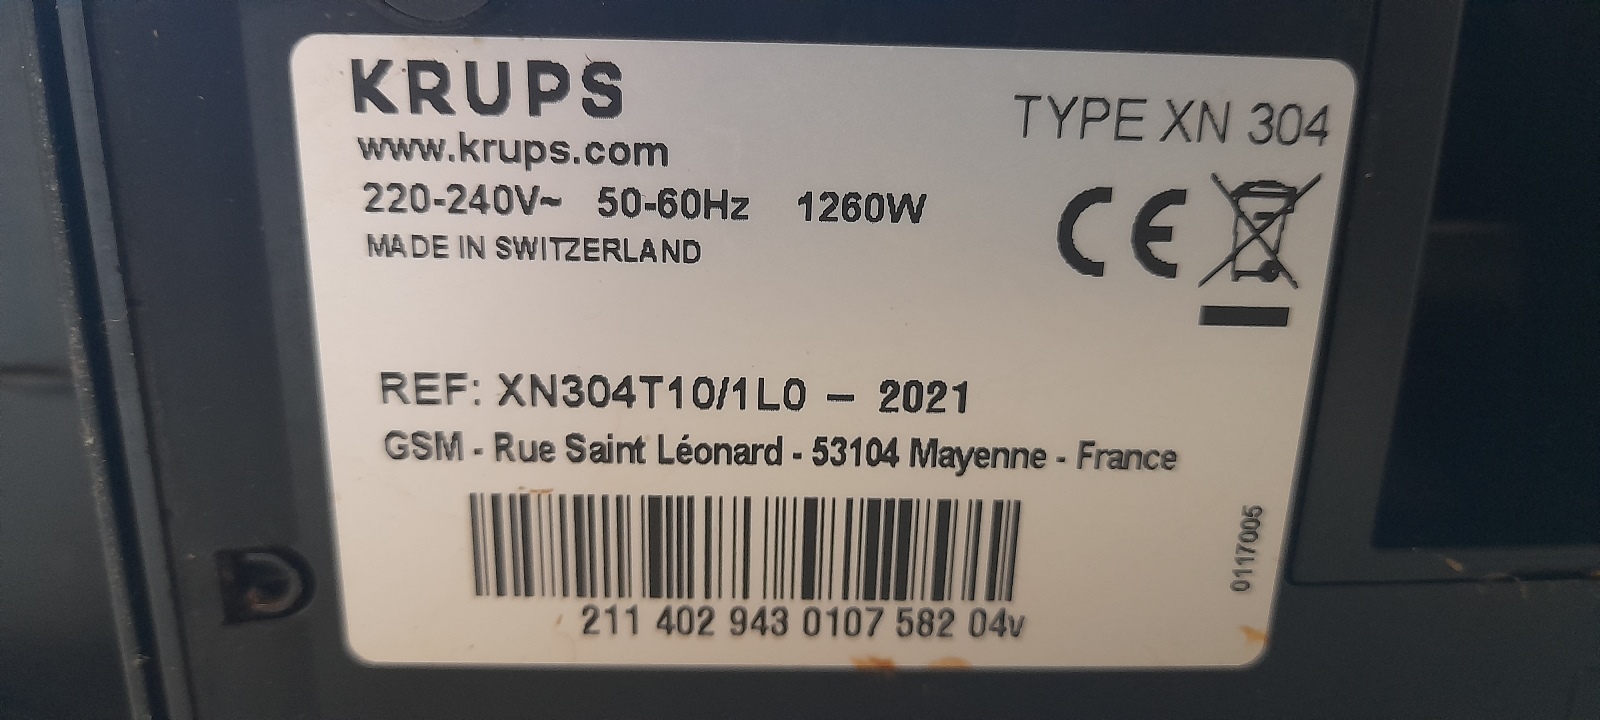 KRUPS
www.krups.com
TYPE XN 304
220-240V~ 50-60Hz 1260W
MADE IN SWITZERLAND
CE
REF: XN304T10/1L0 – 2021
GSM - Rue Saint Léonard - 53104 Mayenne - France
0117005
211 402 943 0107 582 04v